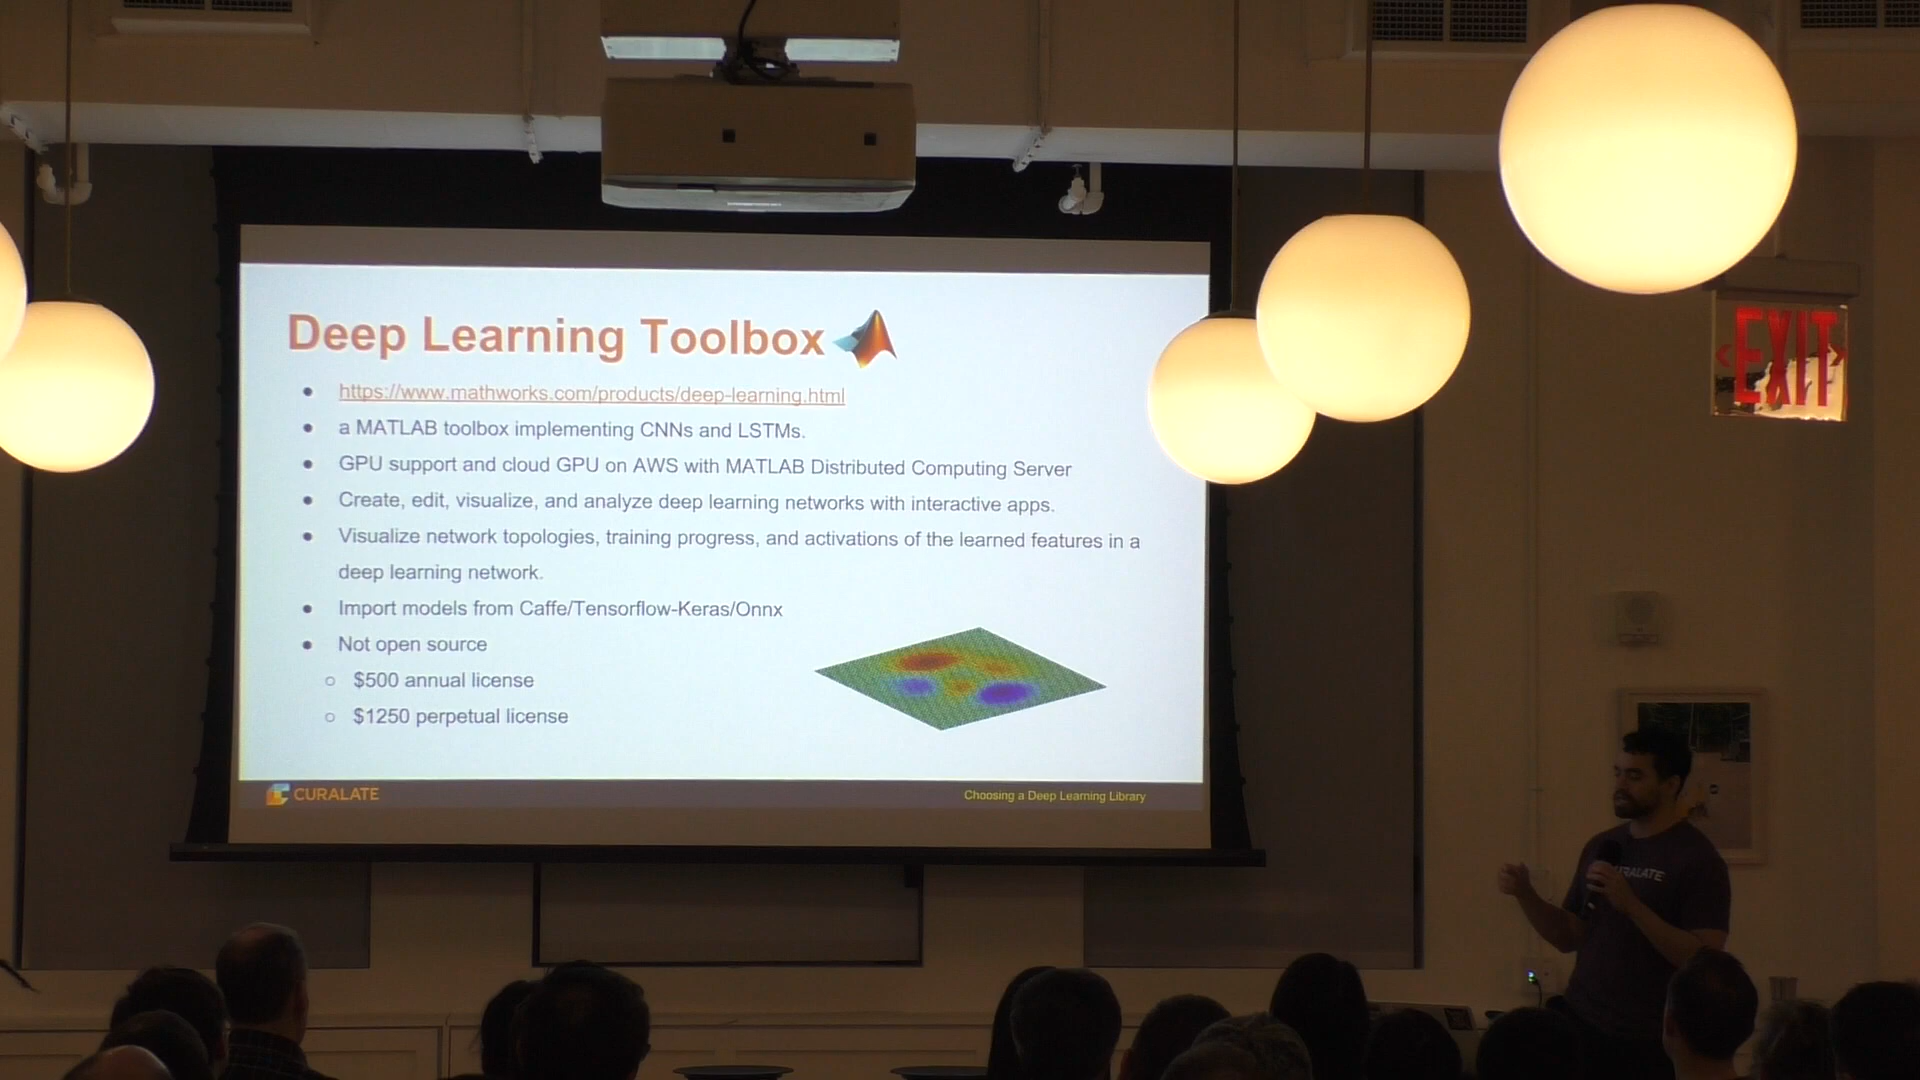 Deep Learning Toolbox
https://www.mathworks.com/products/deep-learning.html
a MATLAB toolbox implementing CNNs and LSTMs.
GPU support and cloud GPU on AWS with MATLAB Distributed Computing Server
Create, edit, visualize, and analyze deep learning networks with interactive apps.
Visualize network topologies, training progress, and activations of the learned features in a
deep learning network.
Import models from Caffe/Tensorflow-Keras/Onnx
Not open source
$500 annual license
$1250 perpetual license
CURALATE
Choosing a Deep Learning Library
EXIT
URALATE